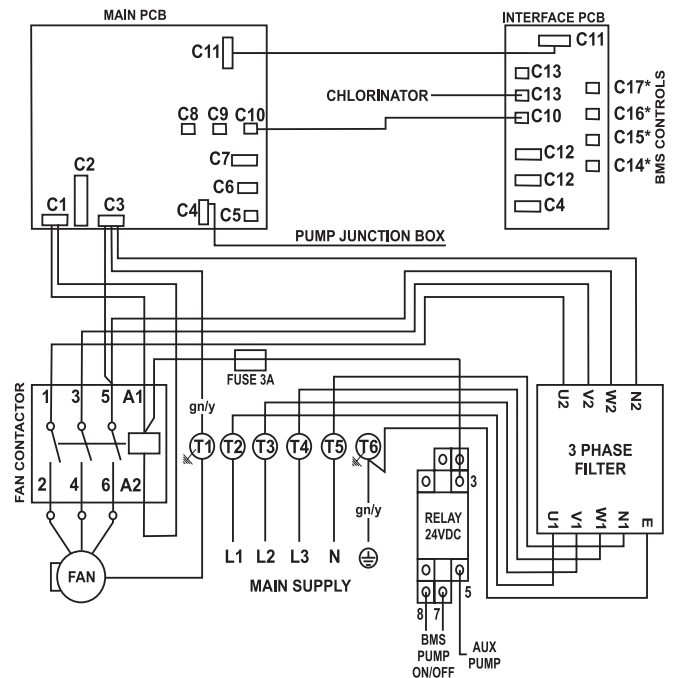 MAIN PCB
INTERFACE PCB
C11
C11
C13
CHLORINATOR
C13
C10
C17*
C16*
C15*
C14*
BMS CONTROLS
C8 C9 C10
C7
C6
C5
C4
C12
C12
C4
C2
C1
C3
PUMP JUNCTION BOX
FAN CONTACTOR
1 3 5 A1
2 4 6 A2
FUSE 3A
gn/y
T1 T2 T3 T4 T5 T6
gn/y
L1 L2 L3 N
MAIN SUPPLY
FAN
3
RELAY
24VDC
5
8 7
BMS
PUMP
ON/OFF
AUX
PUMP
U2 V2 W2 N2
3 PHASE
FILTER
U1 V1 W1 N1 E